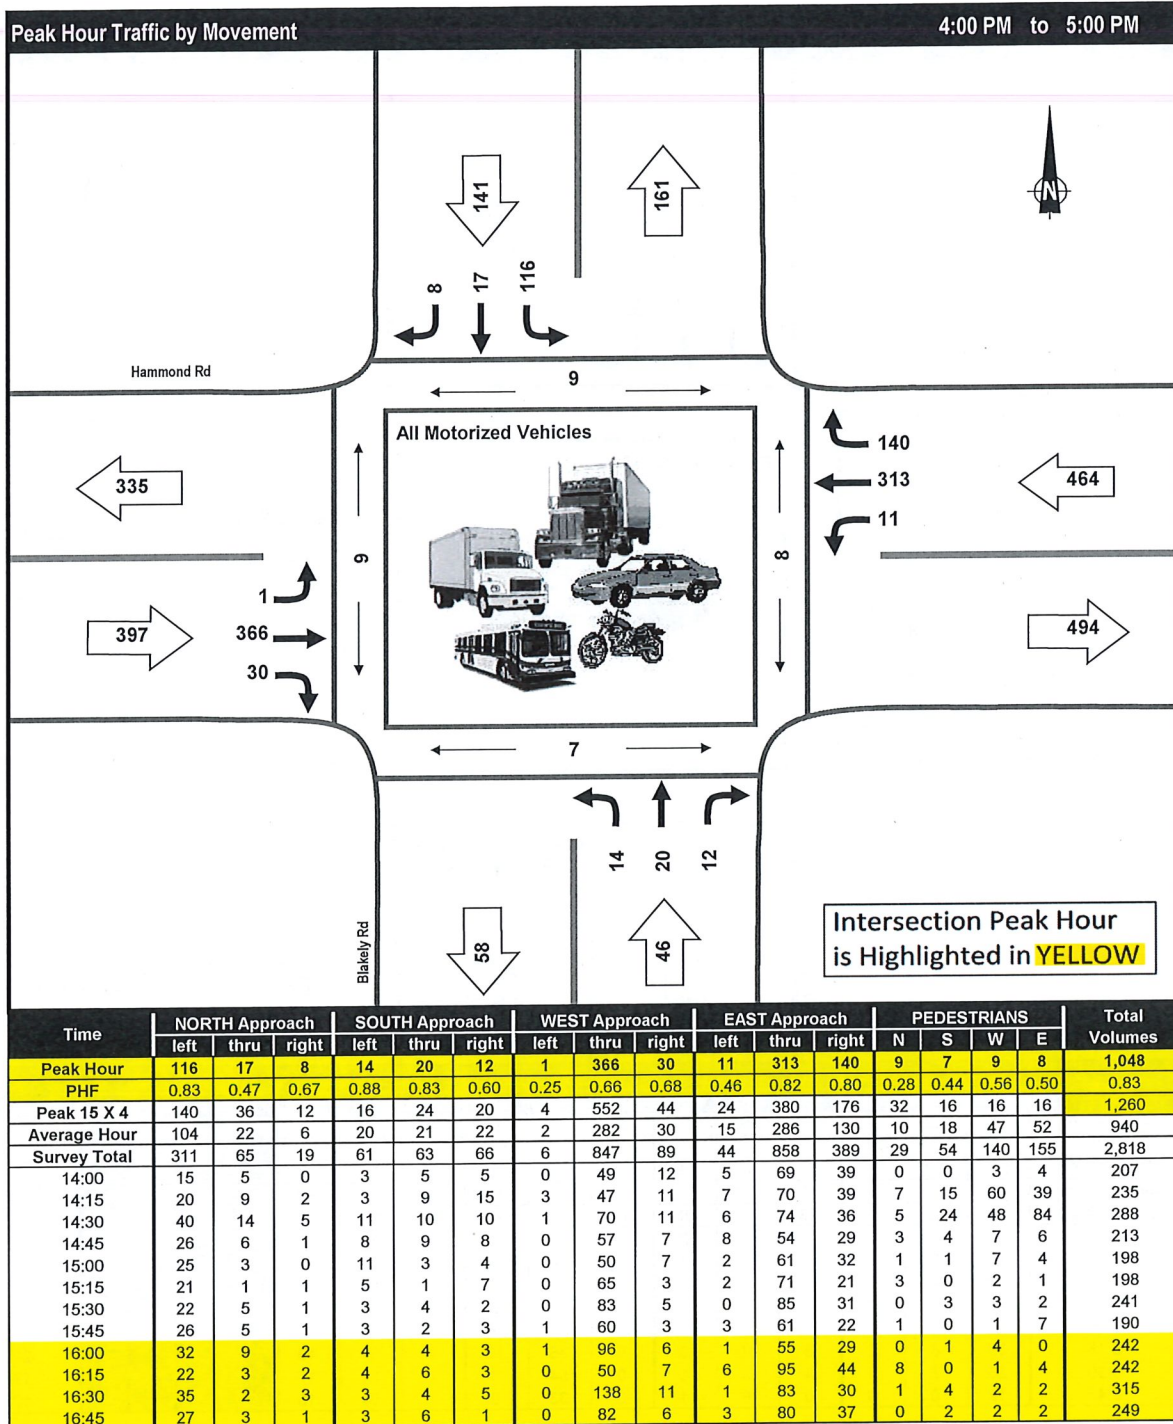 Peak Hour Traffic by Movement 4:00 PM to 5:00 PM
141 161
N
8 17 116
Hammond Rd
9
All Motorized Vehicles
140
335 313 464
11
9 8
1
397 366 494
30
7
14 20 12
Blakely Rd
58 46
Intersection Peak Hour
is Highlighted in YELLOW
Time NORTH Approach SOUTH Approach WEST Approach EAST Approach PEDESTRIANS Total
left thru right left thru right left thru right left thru right N S W E Volumes
Peak Hour 116 17 8 14 20 12 1 366 30 11 313 140 9 7 9 8 1,048
PHF 0.83 0.47 0.67 0.88 0.83 0.60 0.25 0.66 0.68 0.46 0.82 0.80 0.28 0.44 0.56 0.50 0.83
Peak 15 X 4 140 36 12 16 24 20 4 552 44 24 380 176 32 16 16 16 1,260
Average Hour 104 22 6 20 21 22 2 282 30 15 286 130 10 18 47 52 940
Survey Total 311 65 19 61 63 66 6 847 89 44 858 389 29 54 140 155 2,818
14:00 15 5 0 3 5 5 0 49 12 5 69 39 0 0 3 4 207
14:15 20 9 2 3 9 15 3 47 11 7 70 39 7 15 60 39 235
14:30 40 14 5 11 10 10 1 70 11 6 74 36 5 24 48 84 288
14:45 26 6 1 8 9 8 0 57 7 8 54 29 3 4 7 6 213
15:00 25 3 0 11 3 4 0 50 7 2 61 32 1 1 7 4 198
15:15 21 1 1 5 1 7 0 65 3 2 71 21 3 0 2 1 198
15:30 22 5 1 3 4 2 0 83 5 0 85 31 0 3 3 2 241
15:45 26 5 1 3 2 3 1 60 3 3 61 22 1 0 1 7 190
16:00 32 9 2 4 4 3 1 96 6 1 55 29 0 1 4 0 242
16:15 22 3 2 4 6 3 0 50 7 6 95 44 8 0 1 4 242
16:30 35 2 3 3 4 5 0 138 11 1 83 30 1 4 2 2 315
16:45 27 3 1 3 6 1 0 82 6 3 80 37 0 2 2 2 249